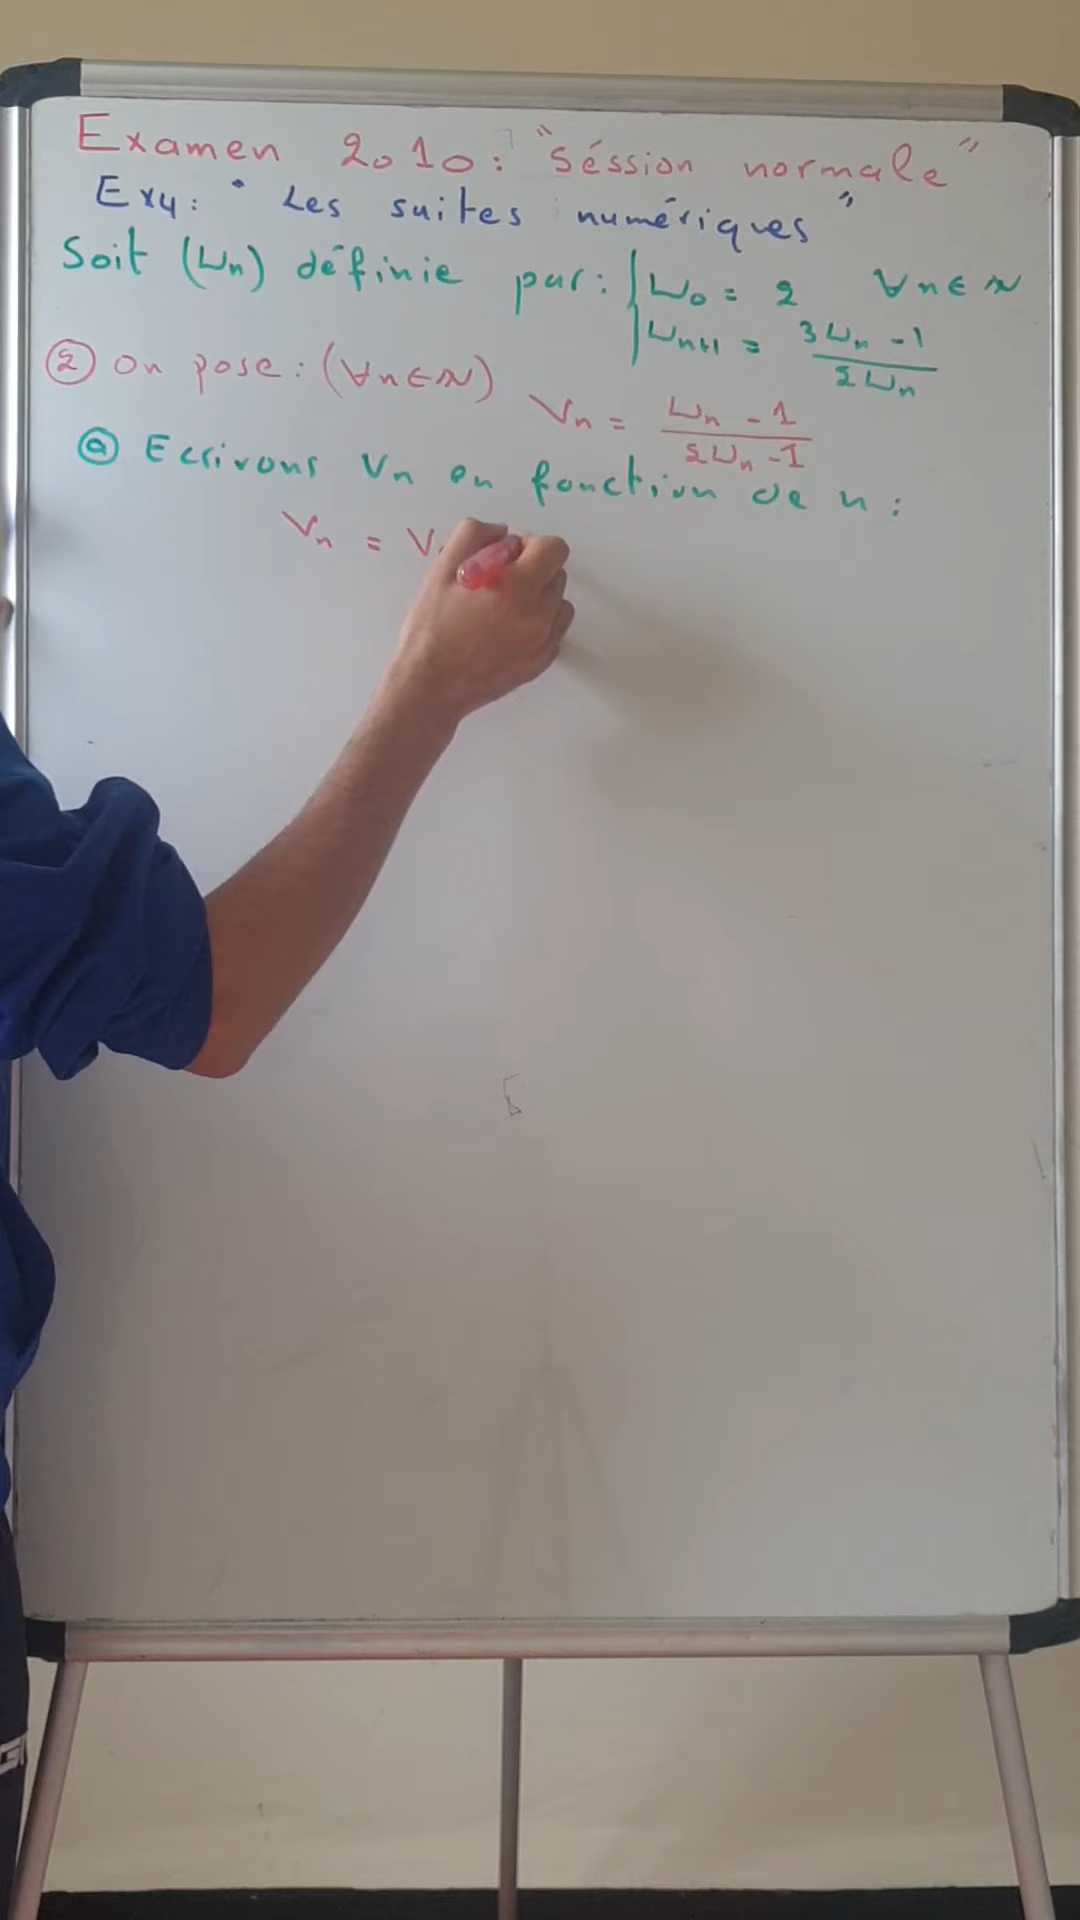 Examen 2010: "Séssion normale"
Ex4: "Les suites numériques"
Soit (Un) définie par: { U0 = 2 ∀n∈ℕ
Un+1 = 3Un - 1 / 2Un
② On pose: (∀n∈ℕ) Vn = Un - 1 / 2Un - 1
ⓐ Ecrivons Vn en fonction de n:
Vn = V